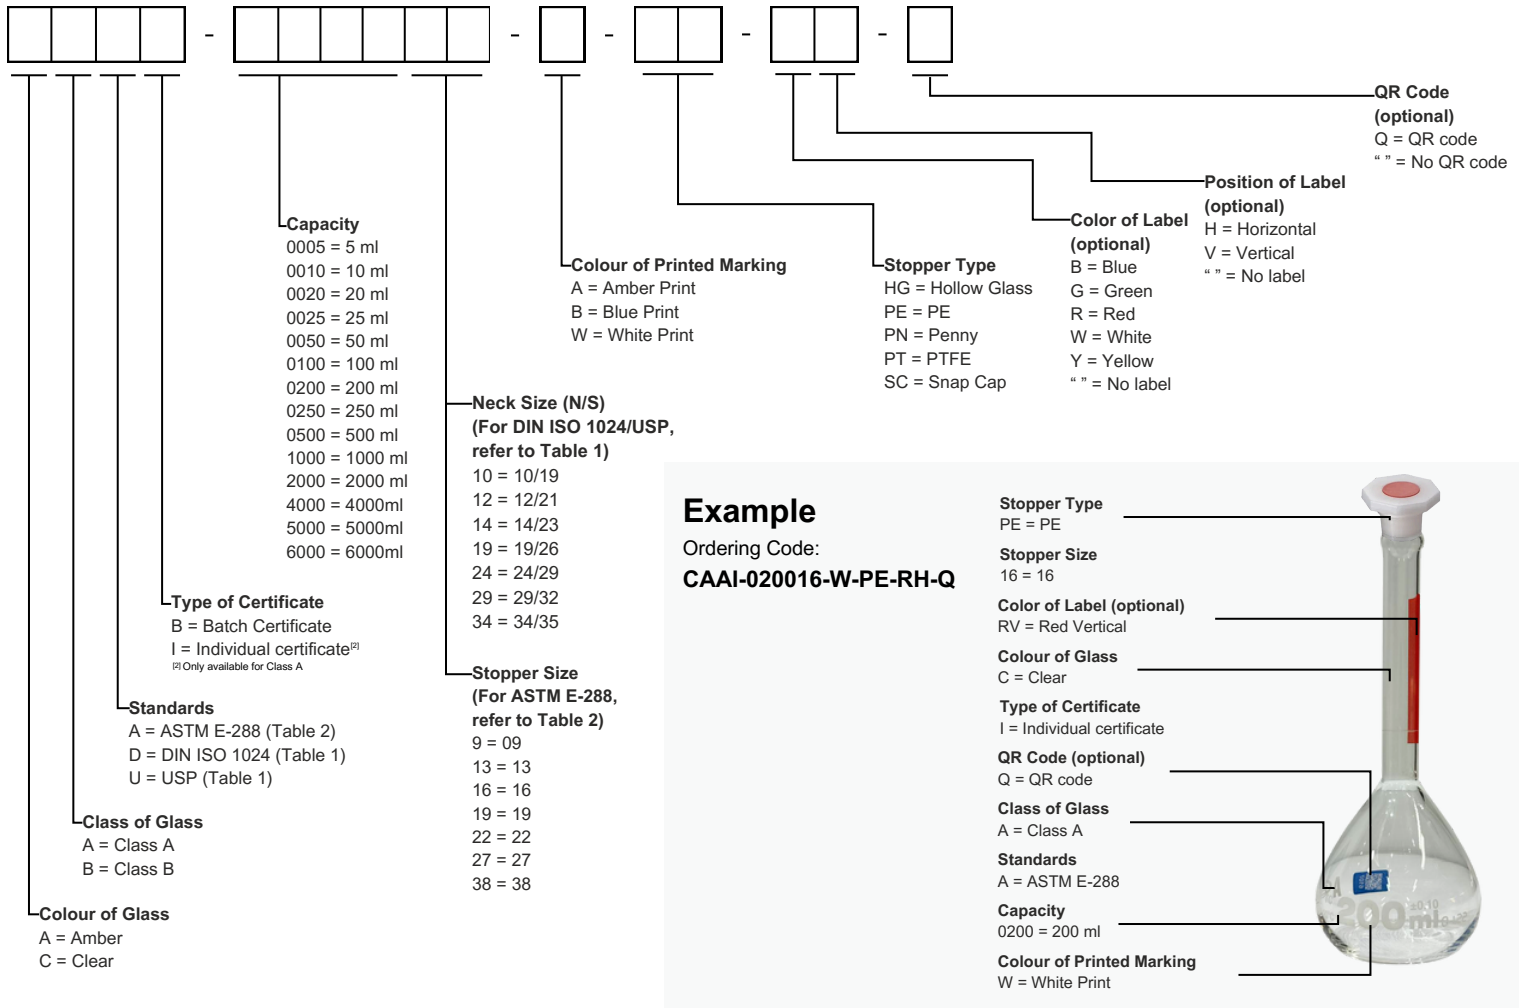 QR Code
(optional)
Q = QR code
“ ” = No QR code
Position of Label
(optional)
H = Horizontal
V = Vertical
“ ” = No label
Color of Label
(optional)
B = Blue
G = Green
R = Red
W = White
Y = Yellow
“ ” = No label
Stopper Type
HG = Hollow Glass
PE = PE
PN = Penny
PT = PTFE
SC = Snap Cap
Colour of Printed Marking
A = Amber Print
B = Blue Print
W = White Print
Capacity
0005 = 5 ml
0010 = 10 ml
0020 = 20 ml
0025 = 25 ml
0050 = 50 ml
0100 = 100 ml
0200 = 200 ml
0250 = 250 ml
0500 = 500 ml
1000 = 1000 ml
2000 = 2000 ml
4000 = 4000ml
5000 = 5000ml
6000 = 6000ml
Neck Size (N/S)
(For DIN ISO 1024/USP,
refer to Table 1)
10 = 10/19
12 = 12/21
14 = 14/23
19 = 19/26
24 = 24/29
29 = 29/32
34 = 34/35
Stopper Size
(For ASTM E-288,
refer to Table 2)
9 = 09
13 = 13
16 = 16
19 = 19
22 = 22
27 = 27
38 = 38
Type of Certificate
B = Batch Certificate
I = Individual certificate[2]
[2] Only available for Class A
Standards
A = ASTM E-288 (Table 2)
D = DIN ISO 1024 (Table 1)
U = USP (Table 1)
Class of Glass
A = Class A
B = Class B
Colour of Glass
A = Amber
C = Clear
Example
Ordering Code:
CAAI-020016-W-PE-RH-Q
Stopper Type
PE = PE
Stopper Size
16 = 16
Color of Label (optional)
RV = Red Vertical
Colour of Glass
C = Clear
Type of Certificate
I = Individual certificate
QR Code (optional)
Q = QR code
Class of Glass
A = Class A
Standards
A = ASTM E-288
Capacity
0200 = 200 ml
Colour of Printed Marking
W = White Print
A
±0.10
200ml